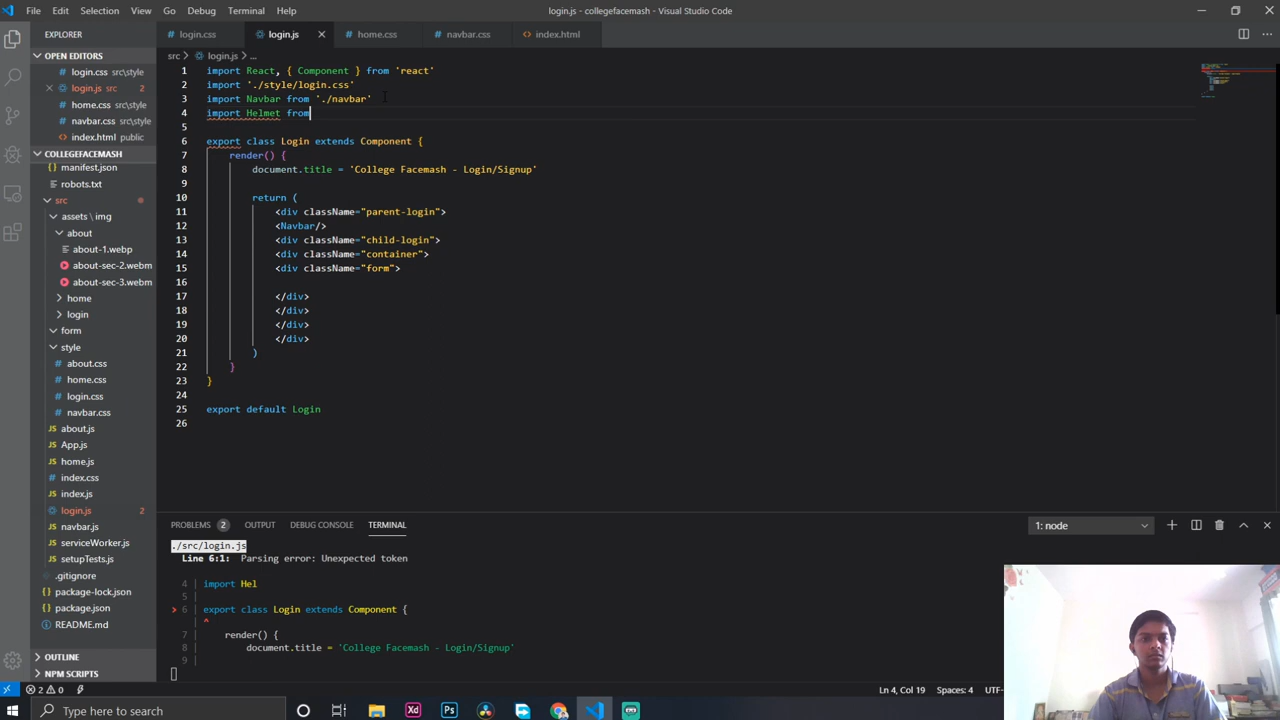 File Edit Selection View Go Debug Terminal Help login.js - collegefacemash - Visual Studio Code
EXPLORER
OPEN EDITORS
login.css src\style
login.js 2
home.css src\style
navbar.css src\style
index.html public
COLLEGEFACEMASH
manifest.json
robots.txt
src
assets \ img
about
about-1.webp
about-sec-2.webm
about-sec-3.webm
home
login
form
style
about.css
home.css
login.css
navbar.css
about.js
App.js
home.js
index.css
index.js
login.js 2
navbar.js
serviceWorker.js
setupTests.js
.gitignore
package-lock.json
package.json
README.md
OUTLINE
NPM SCRIPTS
login.css login.js home.css navbar.css index.html
src > login.js > ...
1 import React, { Component } from 'react'
2 import './style/login.css'
3 import Navbar from './navbar'
4 import Helmet from
5
6 export class Login extends Component {
7 render() {
8 document.title = 'College Facemash - Login/Signup'
9
10 return (
11 <div className="parent-login">
12 <Navbar/>
13 <div className="child-login">
14 <div className="container">
15 <div className="form">
16
17 </div>
18 </div>
19 </div>
20 </div>
21 )
22 }
23 }
24
25 export default Login
26
PROBLEMS 2 OUTPUT DEBUG CONSOLE TERMINAL 1: node
./src/login.js
Line 6:1: Parsing error: Unexpected token
4 | import Hel
5 |
> 6 | export class Login extends Component {
| ^
7 | render() {
8 | document.title = 'College Facemash - Login/Signup'
9 |
2 0 Ln 4, Col 19 Spaces: 4 UTF-
Type here to search Xd Ps